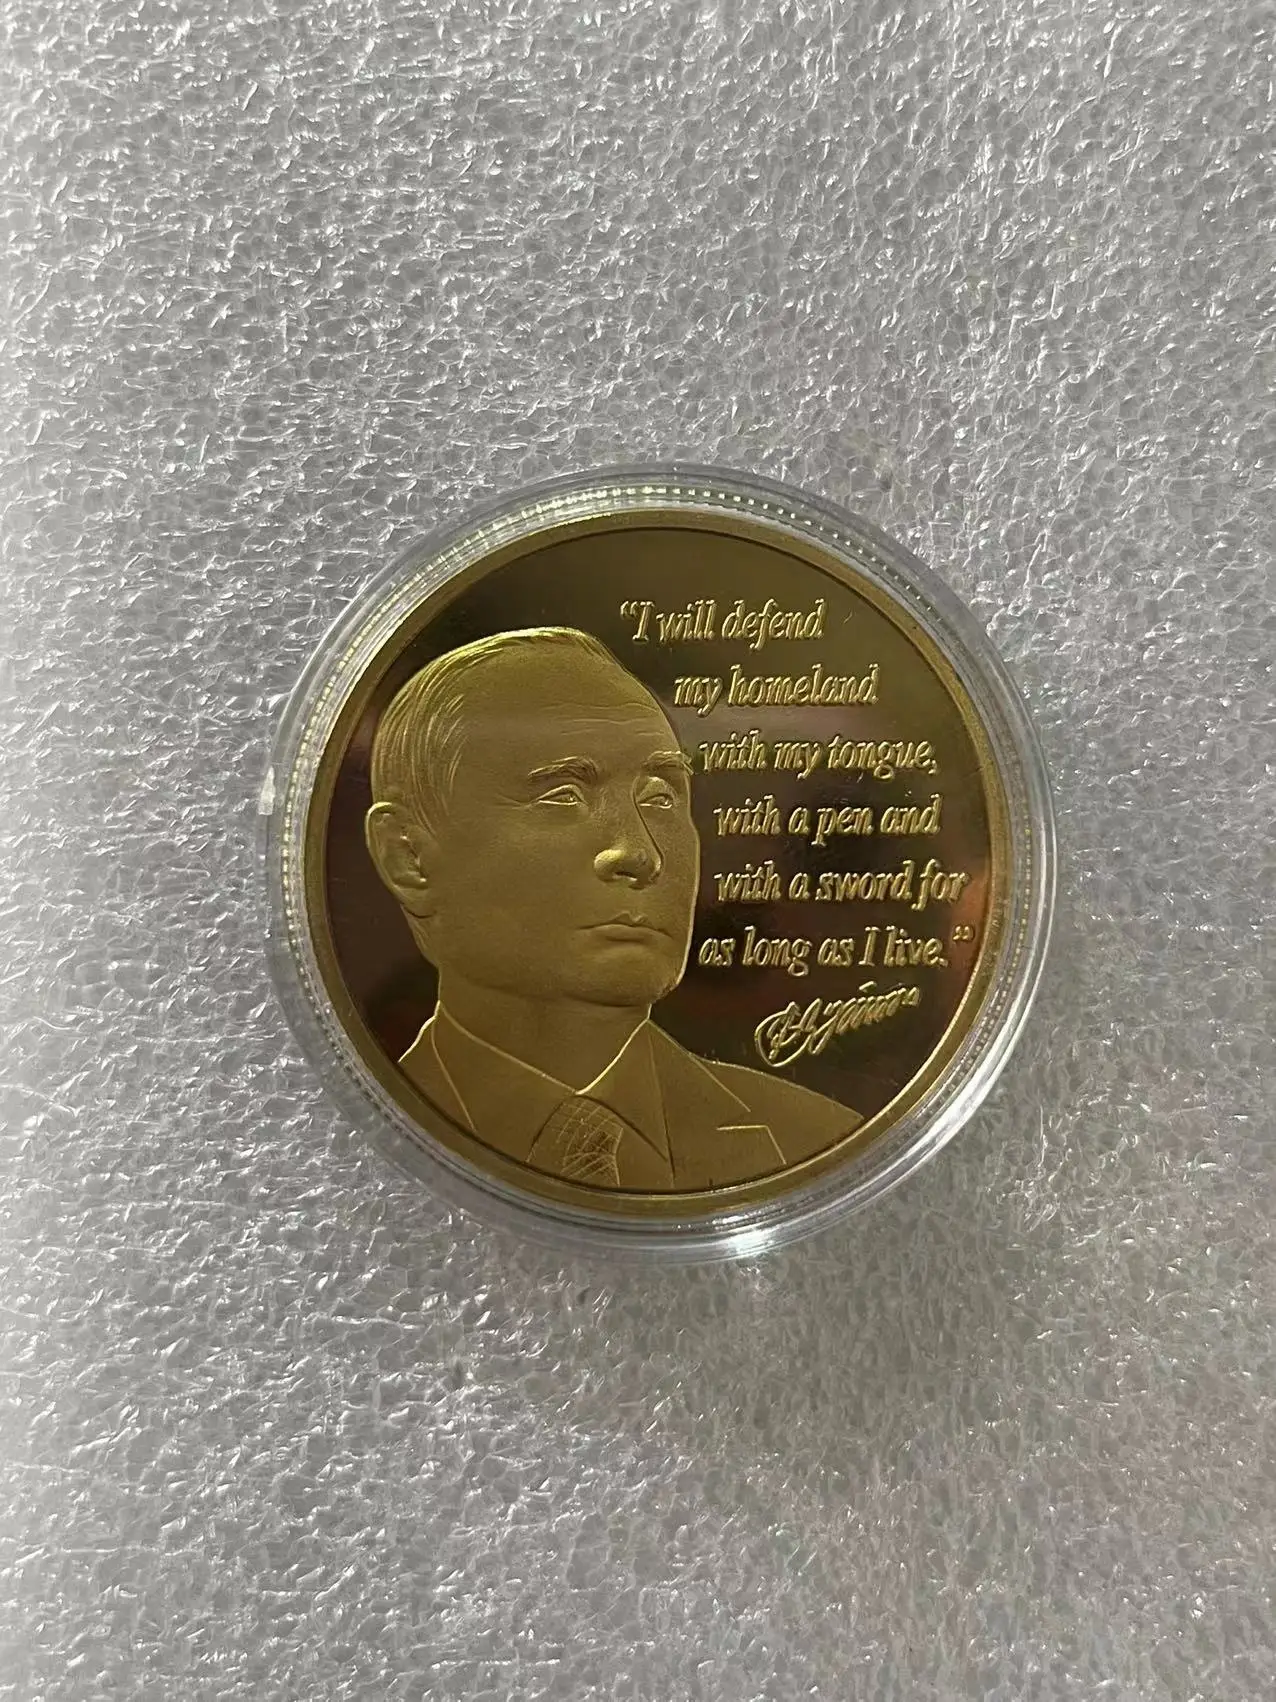 “I will defend
my homeland
with my tongue,
with a pen and
with a sword for
as long as I live.”